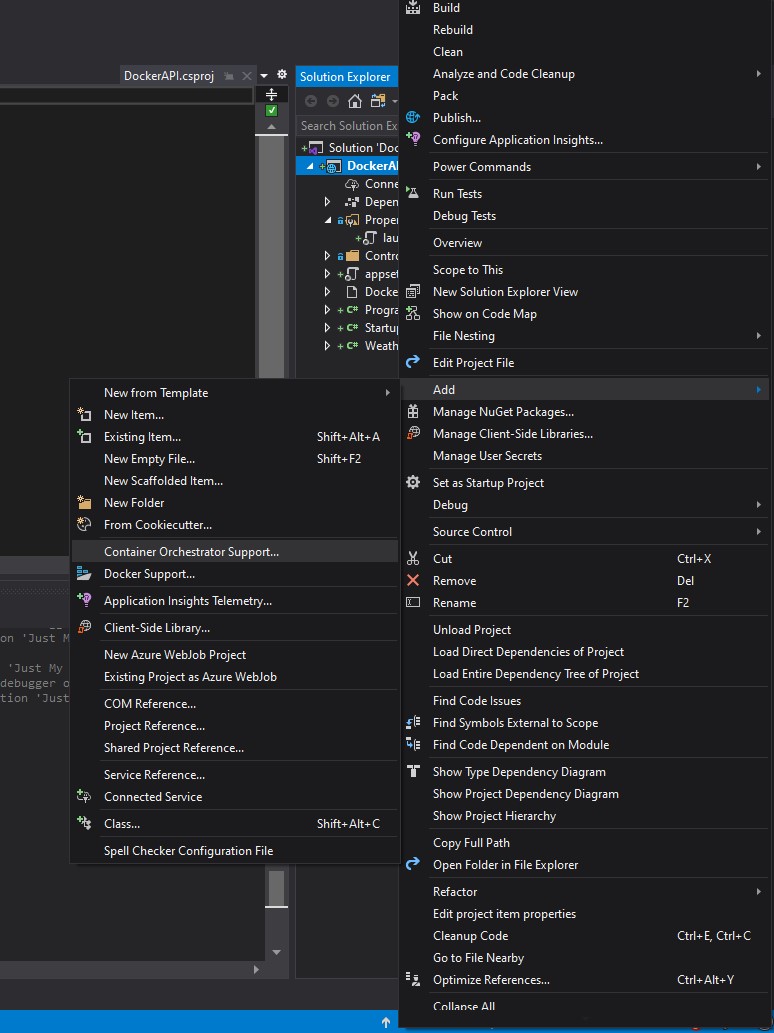 DockerAPI.csproj
Solution Explorer
Search Solution Ex
Solution 'Doc
DockerAI
Conne
Depen
Proper
lau
Contro
appset
Docke
Progra
Startup
Weath
on 'Just M
'Just My
debugger o
tion 'Just
New from Template
New Item...
Existing Item... Shift+Alt+A
New Empty File... Shift+F2
New Scaffolded Item...
New Folder
From Cookiecutter...
Container Orchestrator Support...
Docker Support...
Application Insights Telemetry...
Client-Side Library...
New Azure WebJob Project
Existing Project as Azure WebJob
COM Reference...
Project Reference...
Shared Project Reference...
Service Reference...
Connected Service
Class... Shift+Alt+C
Spell Checker Configuration File
Build
Rebuild
Clean
Analyze and Code Cleanup
Pack
Publish...
Configure Application Insights...
Power Commands
Run Tests
Debug Tests
Overview
Scope to This
New Solution Explorer View
Show on Code Map
File Nesting
Edit Project File
Add
Manage NuGet Packages...
Manage Client-Side Libraries...
Manage User Secrets
Set as Startup Project
Debug
Source Control
Cut Ctrl+X
Remove Del
Rename F2
Unload Project
Load Direct Dependencies of Project
Load Entire Dependency Tree of Project
Find Code Issues
Find Symbols External to Scope
Find Code Dependent on Module
Show Type Dependency Diagram
Show Project Dependency Diagram
Show Project Hierarchy
Copy Full Path
Open Folder in File Explorer
Refactor
Edit project item properties
Cleanup Code Ctrl+E, Ctrl+C
Go to File Nearby
Optimize References... Ctrl+Alt+Y
Collapse All